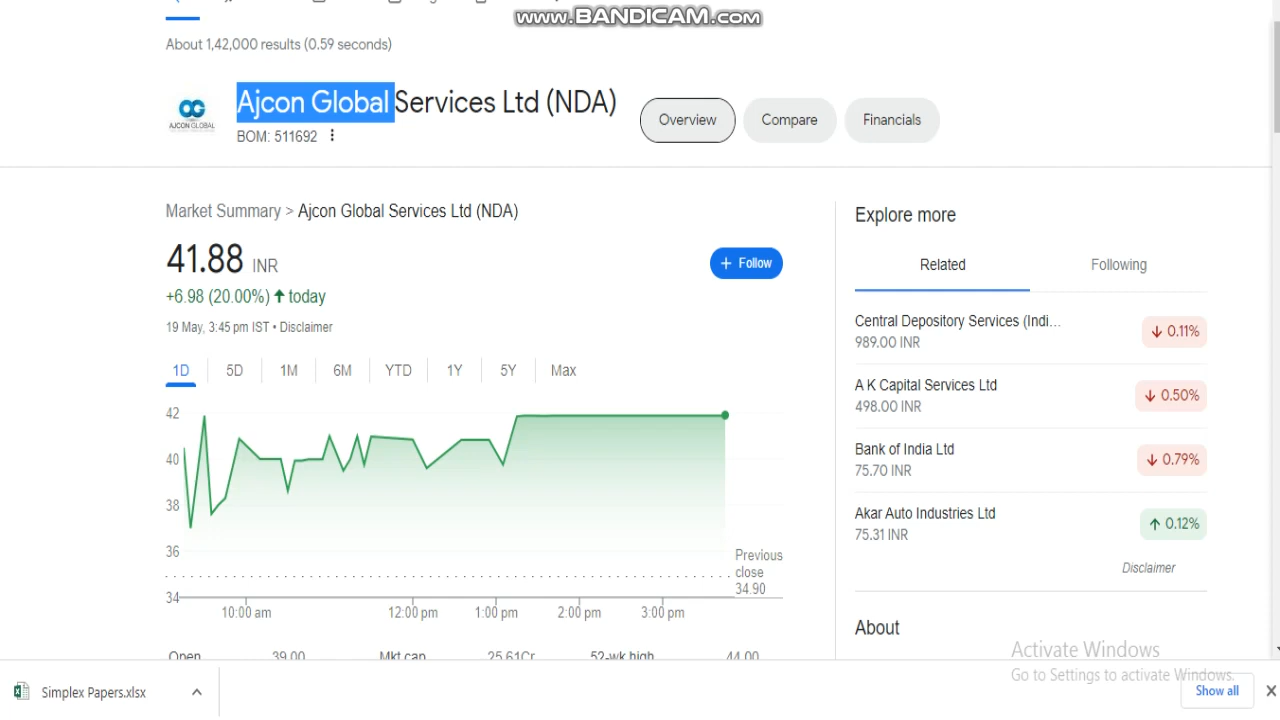 www.BANDICAM.com
About 1,42,000 results (0.59 seconds)
Ajcon Global Services Ltd (NDA)
AJCON GLOBAL
BOM: 511692
Overview
Compare
Financials
Market Summary > Ajcon Global Services Ltd (NDA)
41.88 INR
+ Follow
+6.98 (20.00%) ↑ today
19 May, 3:45 pm IST • Disclaimer
1D 5D 1M 6M YTD 1Y 5Y Max
42
40
38
36
34
Previous
close
34.90
10:00 am 12:00 pm 1:00 pm 2:00 pm 3:00 pm
Open 39.00 Mkt cap 25.61Cr 52-wk high 44.00
Explore more
Related Following
Central Depository Services (Indi...
989.00 INR
↓ 0.11%
A K Capital Services Ltd
498.00 INR
↓ 0.50%
Bank of India Ltd
75.70 INR
↓ 0.79%
Akar Auto Industries Ltd
75.31 INR
↑ 0.12%
Disclaimer
About
Activate Windows
Go to Settings to activate Windows.
Simplex Papers.xlsx
Show all